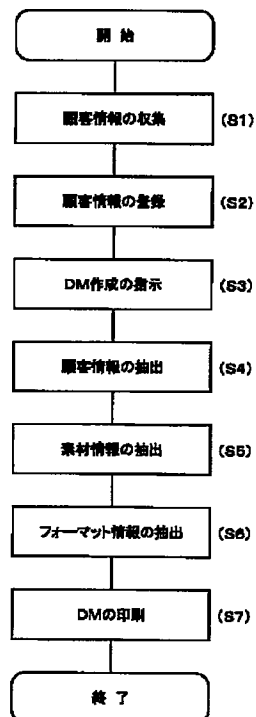 開 始
顧客情報の収集 (S1)
顧客情報の登録 (S2)
DM作成の指示 (S3)
顧客情報の抽出 (S4)
素材情報の抽出 (S5)
フォーマット情報の抽出 (S6)
DMの印刷 (S7)
終 了